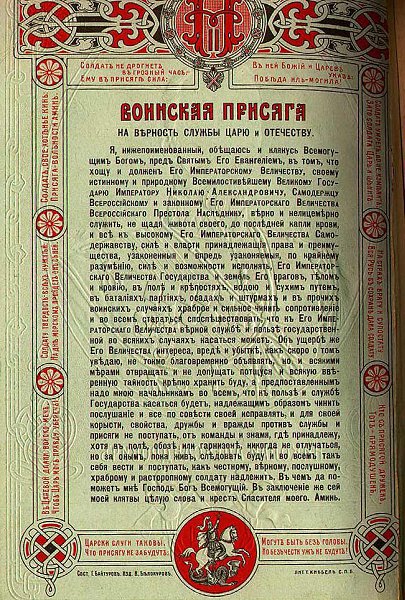 Солдатъ не дрогнетъ
въ грозный часъ:
Ему въ присягѣ сила:
Въ ней Божій и Царевъ
указъ:
Побѣда иль-могила!
ВОИНСКАЯ ПРИСЯГА
НА ВѢРНОСТЬ СЛУЖБЫ ЦАРЮ и ОТЕЧЕСТВУ.
Я, нижепоименованный, обѣщаюсь и клянусь Всемогу-
щимъ Богомъ, предъ Святымъ Его Евангеліемъ, въ томъ, что
хощу и долженъ Его Императорскому Величеству, своему
истинному и природному Всемилостивѣйшему Великому Госу-
дарю Императору Николаю Александровичу, Самодержцу
Всероссійскому и законному Его Императорскаго Величества
Всероссійскаго Престола Наслѣднику, вѣрно и нелицемѣрно
служить, не щадя живота своего, до послѣдней капли крови,
и всѣ къ высокому Его Императорскаго Величества Само-
державству, силѣ и власти принадлежащія права и преиму-
щества, узаконенныя и впредь узаконяемыя, по крайнему
разумѣнію, силѣ и возможности исполнять. Его Император-
скаго Величества Государства и земель Его враговъ, тѣломъ
и кровію, въ полѣ и крѣпостяхъ, водою и сухимъ путемъ,
въ баталіяхъ, партіяхъ, осадахъ и штурмахъ и въ прочихъ
воинскихъ случаяхъ храброе и сильное чинить сопротивленіе
и во всемъ стараться споспѣшествовать, что къ Его Импе-
раторскаго Величества вѣрной службѣ и пользѣ государствен-
ной во всякихъ случаяхъ касаться можетъ. Объ ущербѣ же
Его Величества интереса, вредѣ и убыткѣ, какъ скоро о томъ
увѣдаю, не токмо благовременно объявлять, но и всякими
мѣрами отвращать и не допущать потщуся и всякую ввѣ-
ренную тайность крѣпко хранить буду, а предпоставленнымъ
надо мною начальникамъ во всемъ, что къ пользѣ и службѣ
Государства касаться будетъ, надлежащимъ образомъ чинить
послушаніе и все по совѣсти своей исправлять, и для своей
корысти, свойства, дружбы и вражды противъ службы и
присяги не поступать, отъ команды и знамя, гдѣ принадлежу,
хотя въ полѣ, обозѣ или гарнизонѣ, никогда не отлучаться,
но за онымъ, пока живъ, слѣдовать буду, и во всемъ такъ
себя вести и поступать, какъ честному, вѣрному, послушному,
храброму и расторопному солдату надлежитъ. Въ чемъ да по-
можетъ мнѣ Господь Богъ Всемогущій. Въ заключеніе же сей
моей клятвы цѣлую слова и крестъ Спасителя моего. Аминь.
Царски слуги таковы,
Что присягу не забудутъ:
Могутъ быть безъ головы,
Но безъ чести ужъ не будутъ!